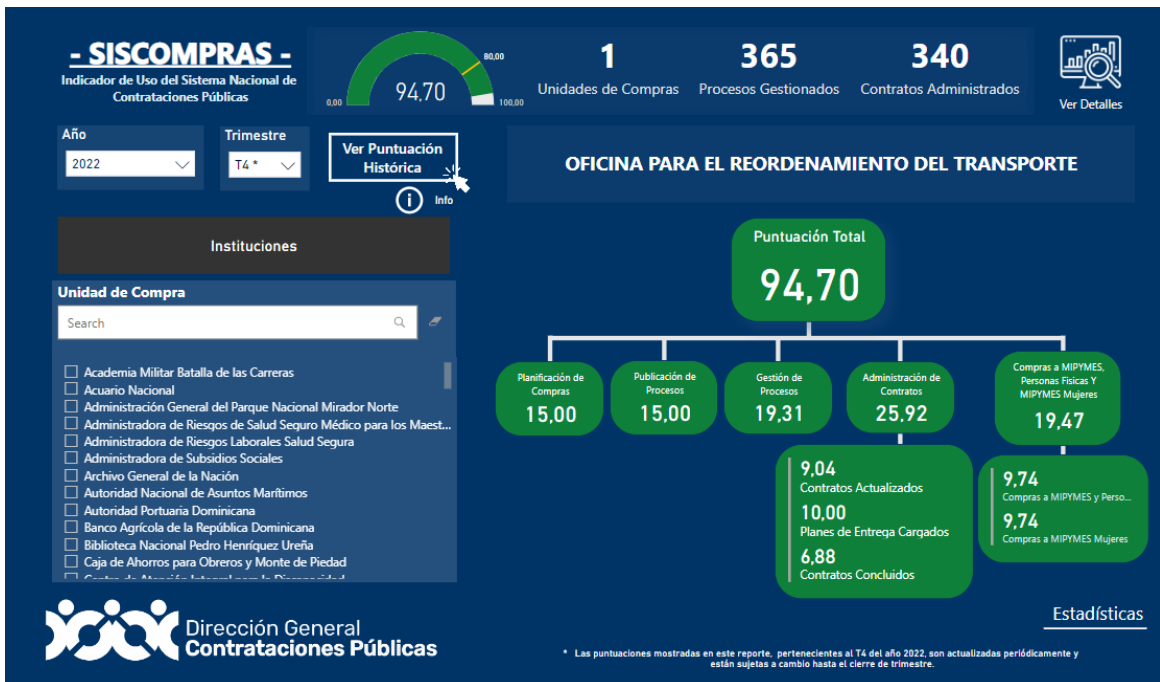 - SISCOMPRAS -
Indicador de Uso del Sistema Nacional de
Contrataciones Públicas
0,00
94,70
80,00
100,00
1
Unidades de Compras
365
Procesos Gestionados
340
Contratos Administrados
Ver Detalles
Año
2022
Trimestre
T4 *
Ver Puntuación
Histórica
Info
OFICINA PARA EL REORDENAMIENTO DEL TRANSPORTE
Instituciones
Unidad de Compra
Search
Academia Militar Batalla de las Carreras
Acuario Nacional
Administración General del Parque Nacional Mirador Norte
Administradora de Riesgos de Salud Seguro Médico para los Maest...
Administradora de Riesgos Laborales Salud Segura
Administradora de Subsidios Sociales
Archivo General de la Nación
Autoridad Nacional de Asuntos Marítimos
Autoridad Portuaria Dominicana
Banco Agrícola de la República Dominicana
Biblioteca Nacional Pedro Henríquez Ureña
Caja de Ahorros para Obreros y Monte de Piedad
Puntuación Total
94,70
Planificación de
Compras
15,00
Publicación de
Procesos
15,00
Gestión de
Procesos
19,31
Administración de
Contratos
25,92
Compras a MIPYMES,
Personas Fisicas Y
MIPYMES Mujeres
19,47
9,04
Contratos Actualizados
10,00
Planes de Entrega Cargados
6,88
Contratos Concluidos
9,74
Compras a MIPYMES y Perso...
9,74
Compras a MIPYMES Mujeres
Dirección General
Contrataciones Públicas
Estadísticas
* Las puntuaciones mostradas en este reporte, pertenecientes al T4 del año 2022, son actualizadas periódicamente y
están sujetas a cambio hasta el cierre de trimestre.